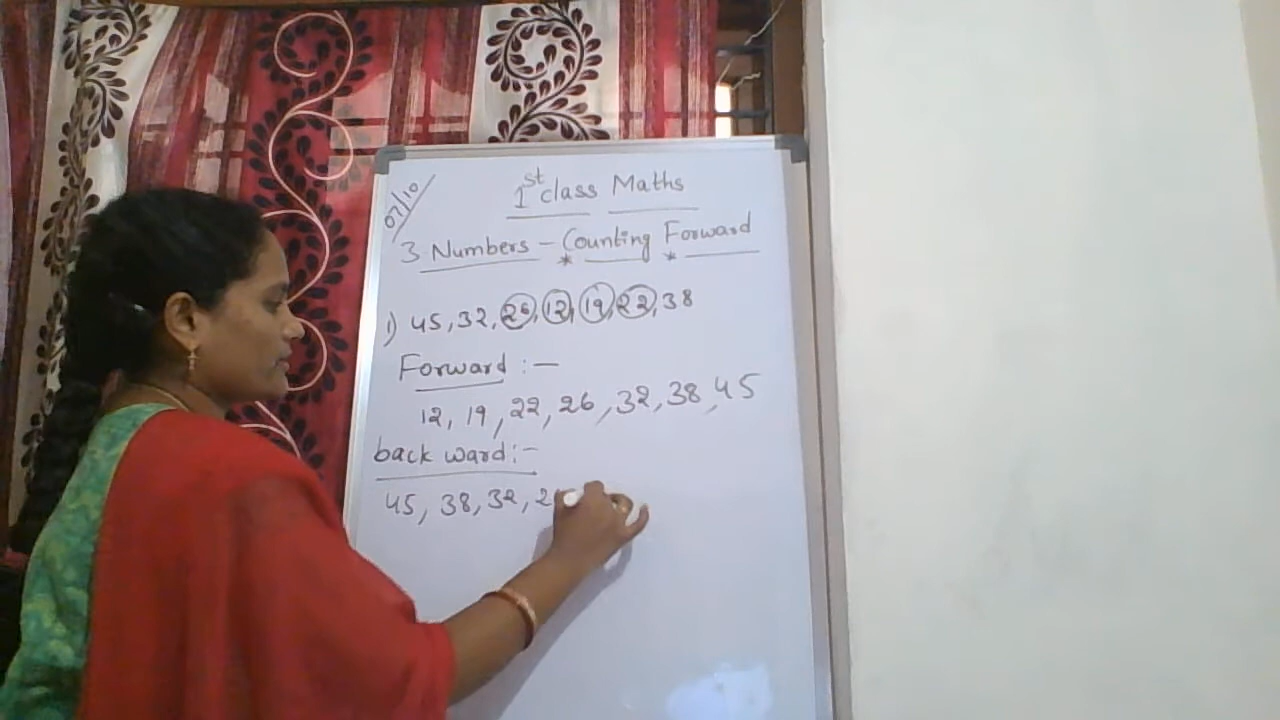 07/10
1st class Maths
3 Numbers - Counting Forward
1) 45, 32, 26, 12, 19, 22, 38
Forward :-
12, 19, 22, 26, 32, 38, 45
back ward :-
45, 38, 32, 2